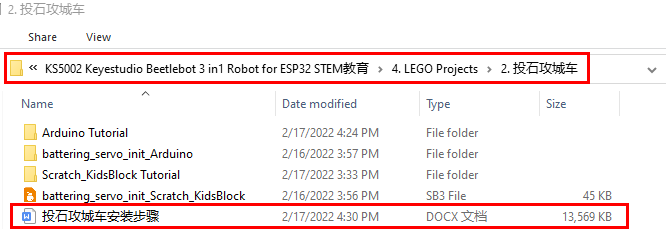 2. 投石攻城车
Share View
« KS5002 Keyestudio Beetlebot 3 in1 Robot for ESP32 STEM教育 > 4. LEGO Projects > 2. 投石攻城车
Name Date modified Type Size
Arduino Tutorial 2/17/2022 4:24 PM File folder
battering_servo_init_Arduino 2/16/2022 3:57 PM File folder
Scratch_KidsBlock Tutorial 2/17/2022 3:33 PM File folder
battering_servo_init_Scratch_KidsBlock 2/16/2022 3:56 PM SB3 File 45 KB
投石攻城车安装步骤 2/17/2022 4:30 PM DOCX 文档 13,569 KB